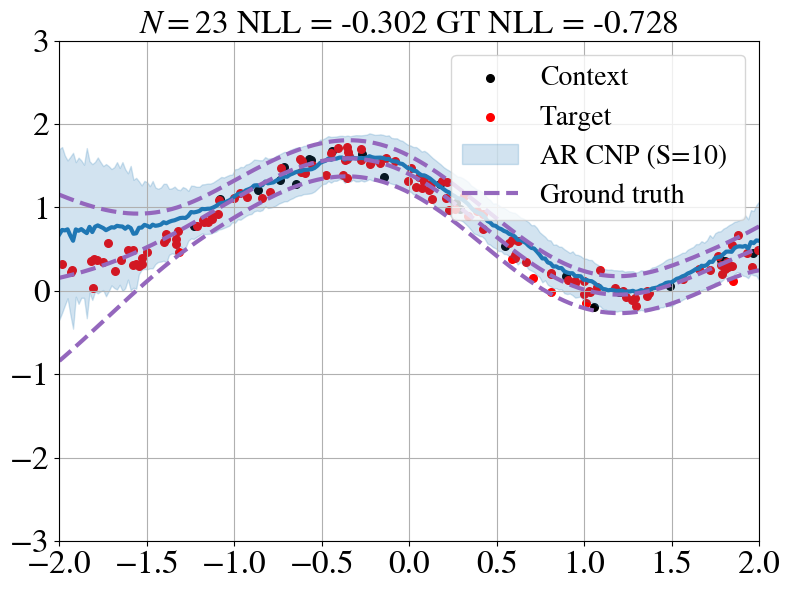 N = 23 NLL = -0.302 GT NLL = -0.728
3
2
1
0
−1
−2
−3
Context
Target
AR CNP (S=10)
Ground truth
−2.0 −1.5 −1.0 −0.5 0.0 0.5 1.0 1.5 2.0